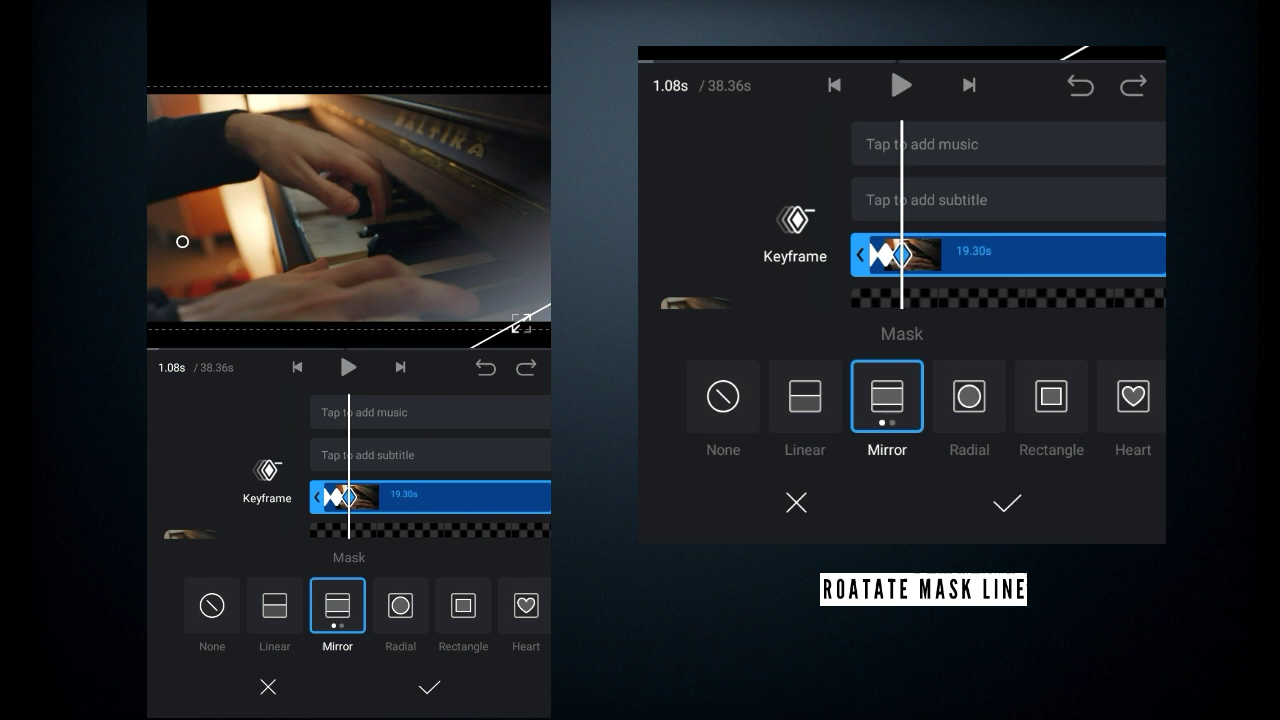 BALTIKA
1.08s / 38.36s
Tap to add music
Tap to add subtitle
Keyframe
19.30s
Mask
None Linear Mirror Radial Rectangle Heart
1.08s / 38.36s
Tap to add music
Tap to add subtitle
Keyframe
19.30s
Mask
None Linear Mirror Radial Rectangle Heart
ROATATE MASK LINE